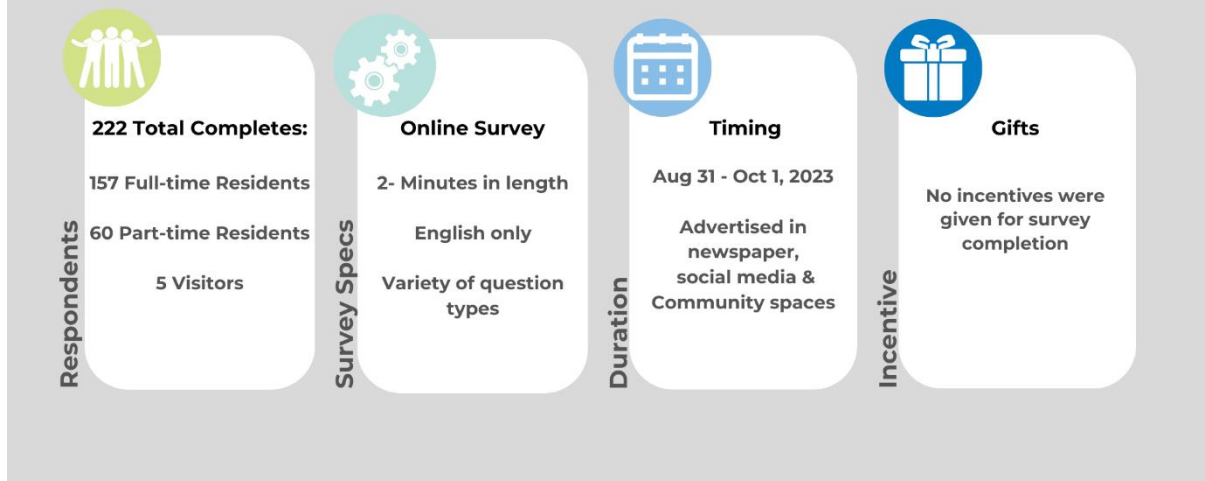 Respondents
222 Total Completes:
157 Full-time Residents
60 Part-time Residents
5 Visitors
Survey Specs
Online Survey
2- Minutes in length
English only
Variety of question
types
Duration
Timing
Aug 31 - Oct 1, 2023
Advertised in
newspaper,
social media &
Community spaces
Incentive
Gifts
No incentives were
given for survey
completion